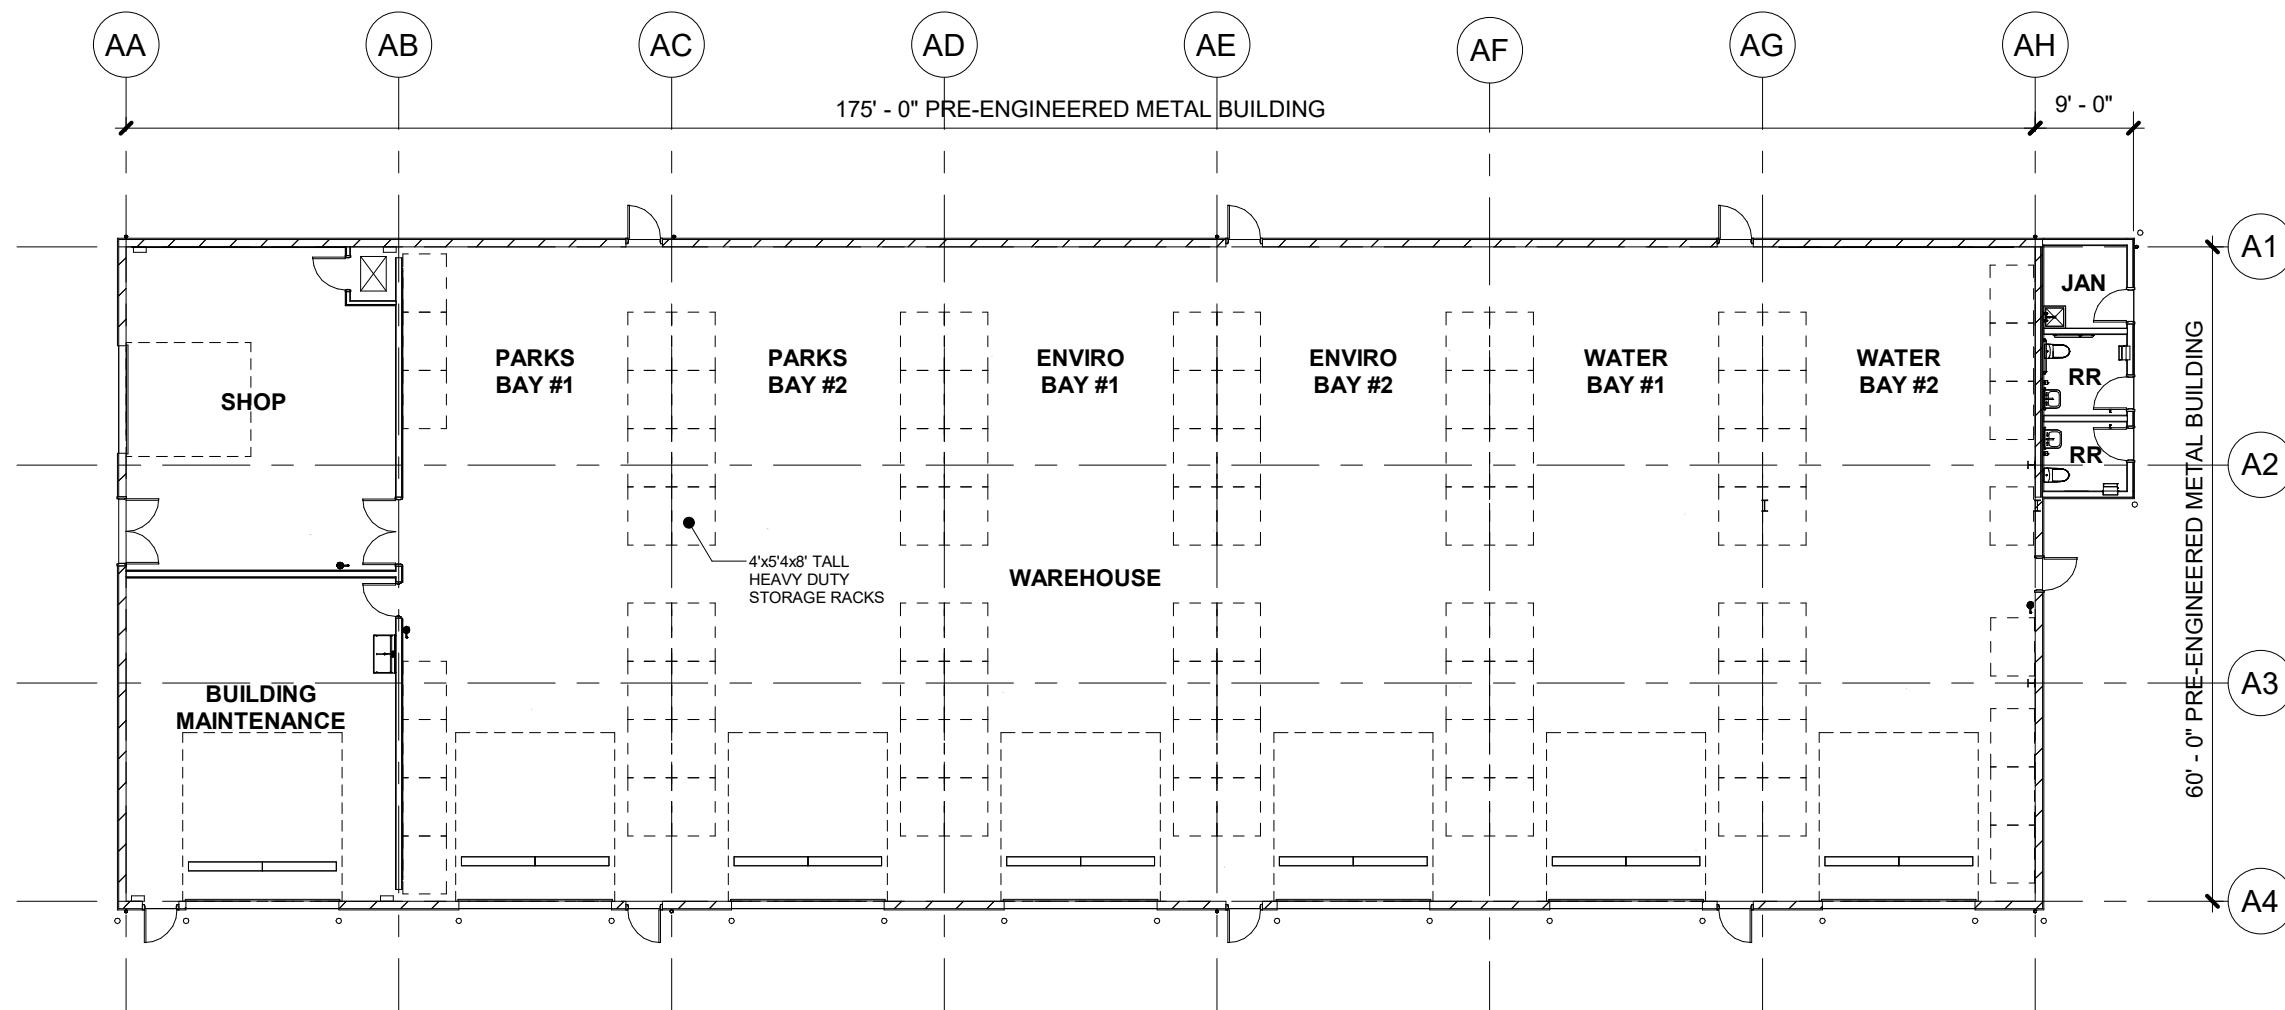 AA
AB
AC
AD
AE
AF
AG
AH
175' - 0" PRE-ENGINEERED METAL BUILDING
9' - 0"
A1
JAN
PARKS
BAY #1
PARKS
BAY #2
ENVIRO
BAY #1
ENVIRO
BAY #2
WATER
BAY #1
WATER
BAY #2
RR
SHOP
RR
A2
60' - 0" PRE-ENGINEERED METAL BUILDING
4'x5'4x8' TALL
HEAVY DUTY
STORAGE RACKS
WAREHOUSE
A3
BUILDING
MAINTENANCE
A4